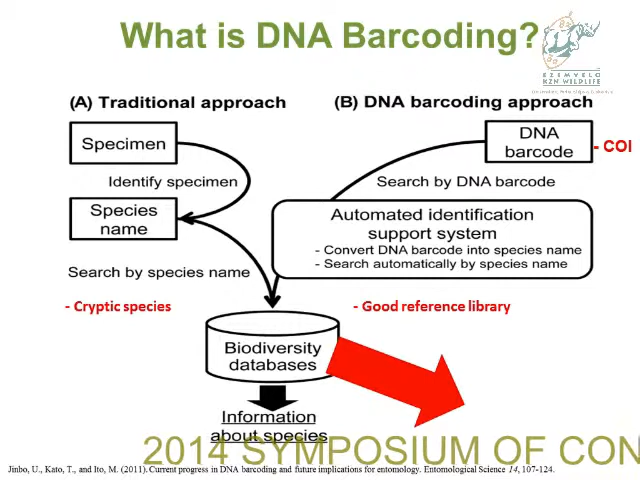 What is DNA Barcoding?
EZEMVELO
KZN WILDLIFE
(A) Traditional approach
(B) DNA barcoding approach
Specimen
DNA
barcode
- COI
Identify specimen
Search by DNA barcode
Species
name
Automated identification
support system
- Convert DNA barcode into species name
- Search automatically by species name
Search by species name
- Cryptic species
- Good reference library
Biodiversity
databases
Information
about species
2014 SYMPOSIUM OF CON
Jinbo, U., Kato, T., and Ito, M. (2011). Current progress in DNA barcoding and future implications for entomology. Entomological Science 14, 107-124.